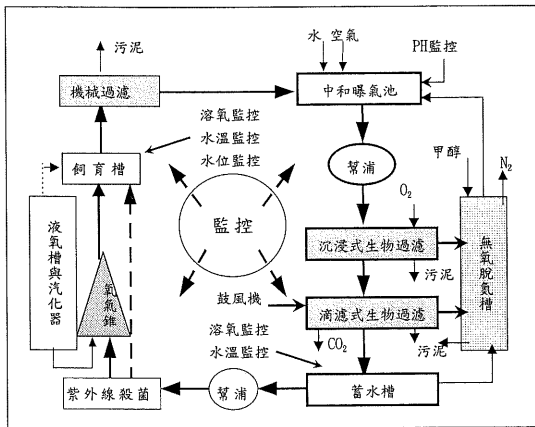 污泥
水 空氣
PH監控
機械過濾
中和曝氣池
溶氧監控
水溫監控
水位監控
飼育槽
幫浦
甲醇
N₂
O₂
監控
沉浸式生物過濾
污泥
液氧槽與汽化器
氧氣錐
無氧脫氮槽
鼓風機
滴濾式生物過濾
溶氧監控
水溫監控
CO₂
污泥
紫外線殺菌
幫浦
蓄水槽